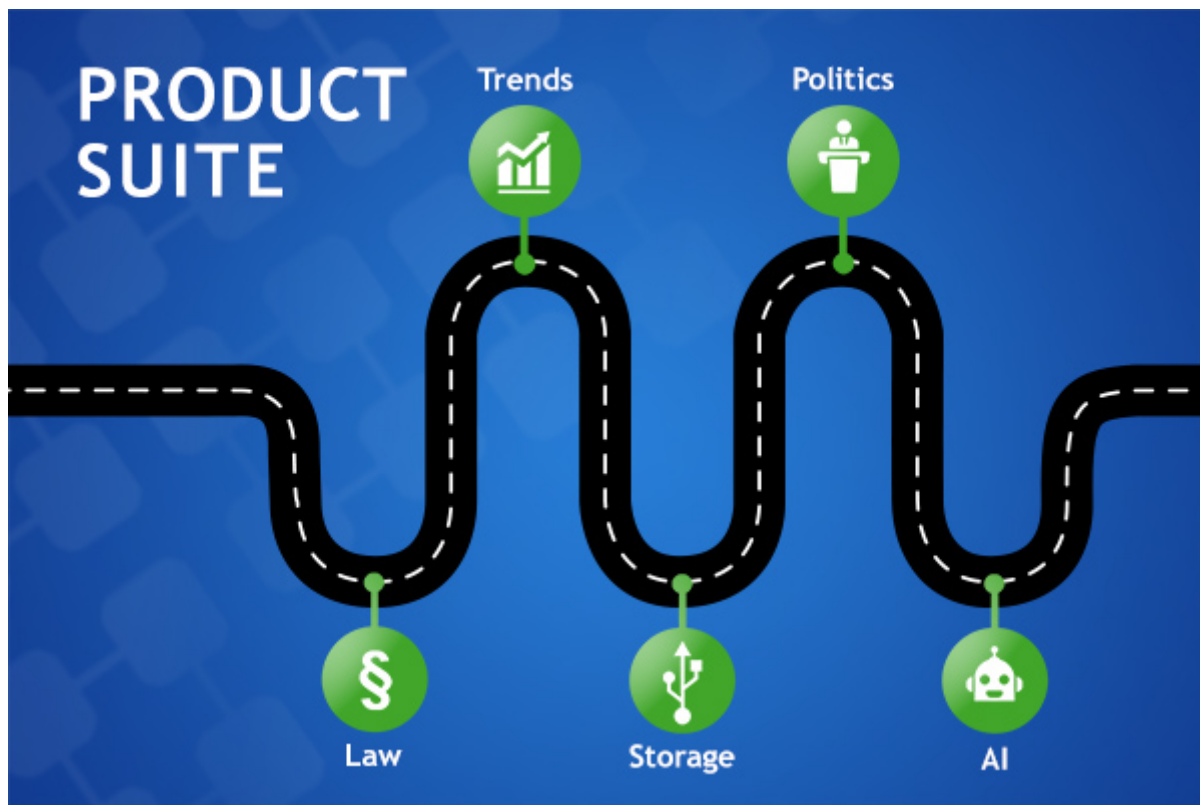 PRODUCT
SUITE
Trends
Politics
§
Law
Storage
AI